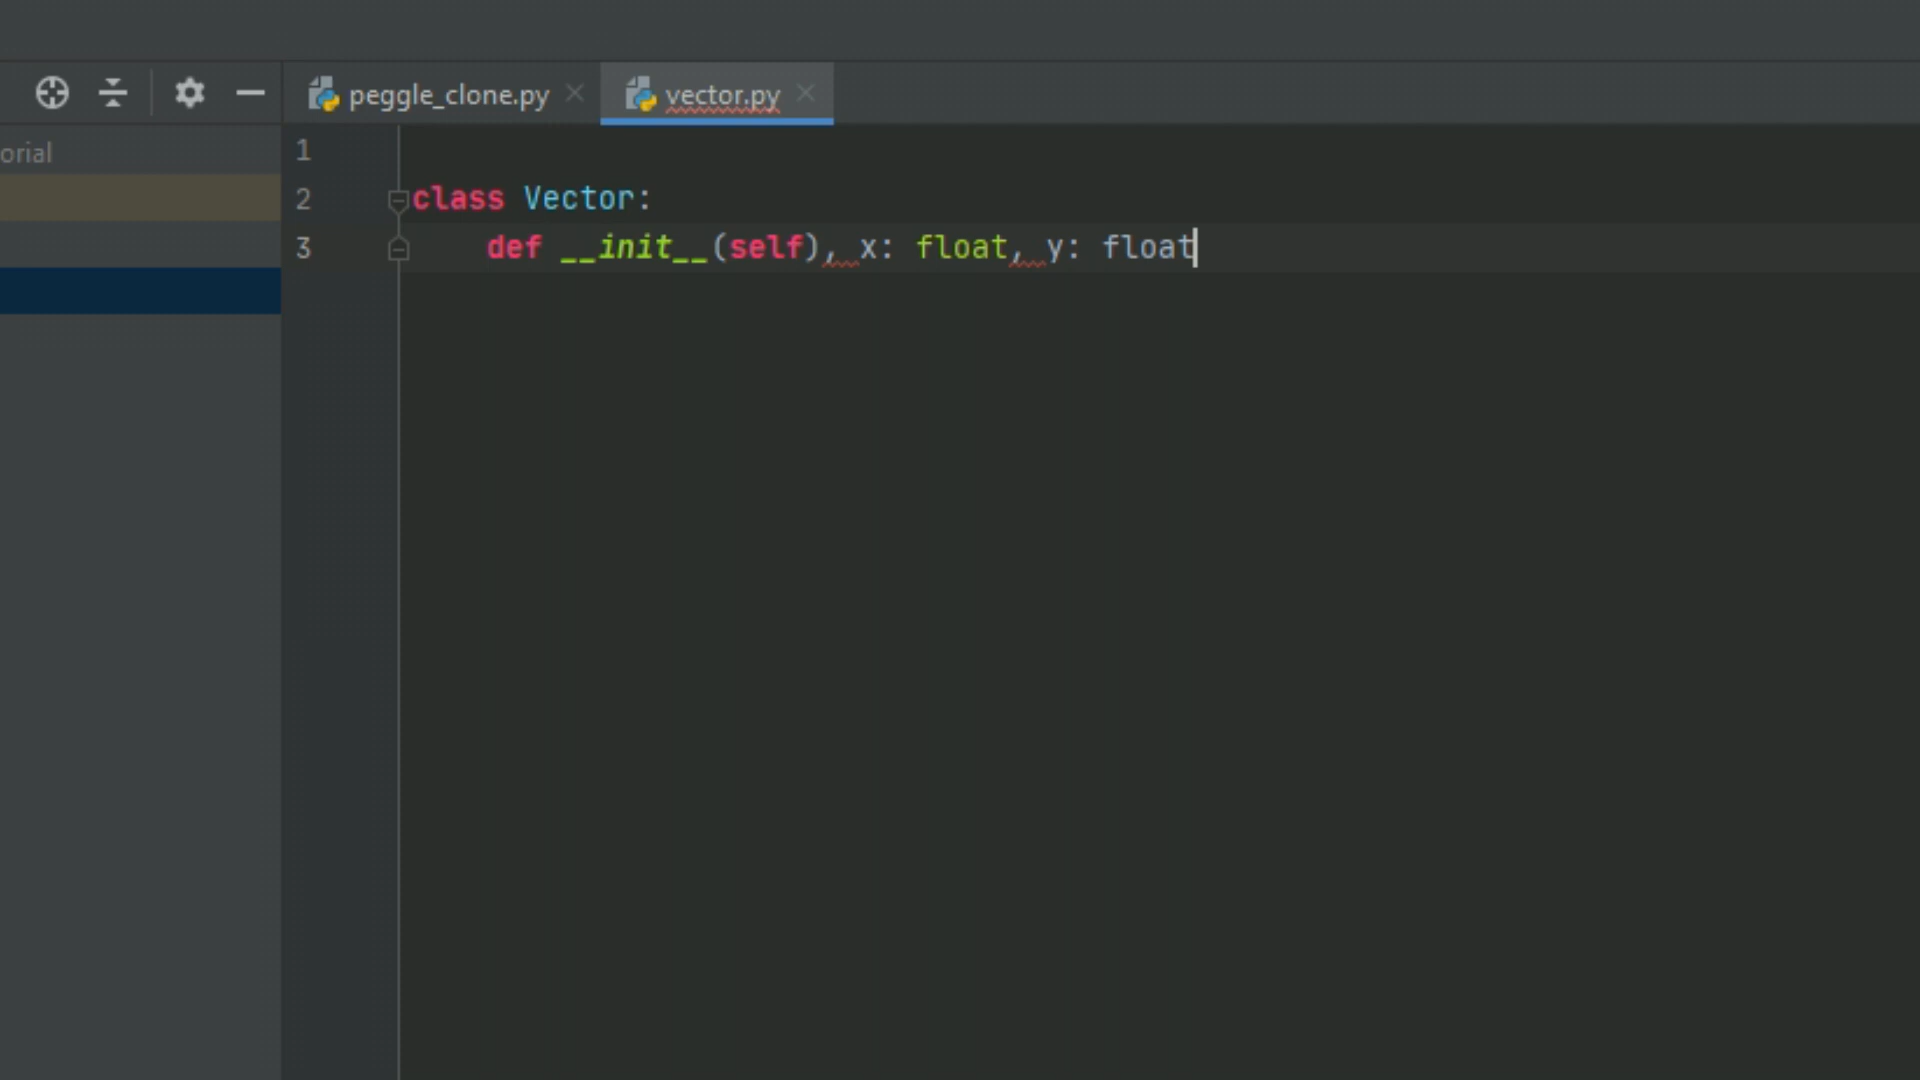 peggle_clone.py vector.py
orial
1
2 class Vector:
3 def __init__(self), x: float, y: float